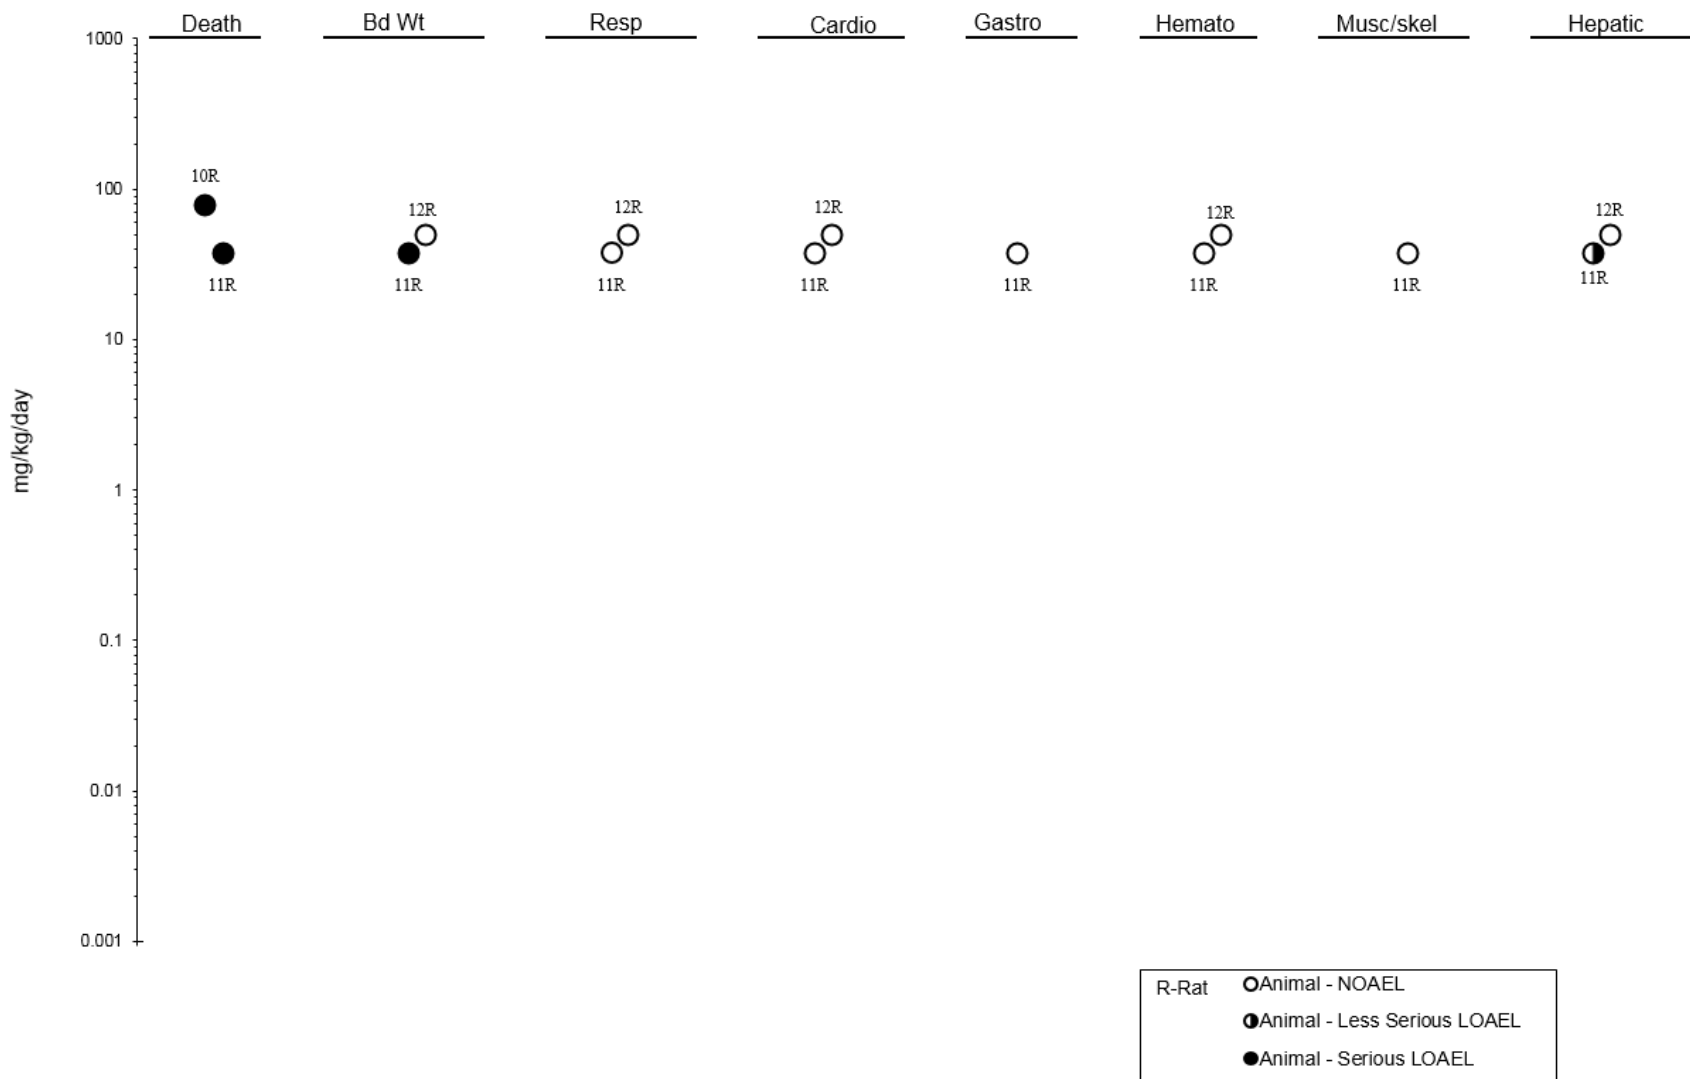 Death Bd Wt Resp Cardio Gastro Hemato Musc/skel Hepatic
1000
10R
100
12R 12R 12R 12R 12R
11R 11R 11R 11R 11R 11R 11R 11R
10
mg/kg/day
1
0.1
0.01
0.001
R-Rat Animal - NOAEL
Animal - Less Serious LOAEL
Animal - Serious LOAEL